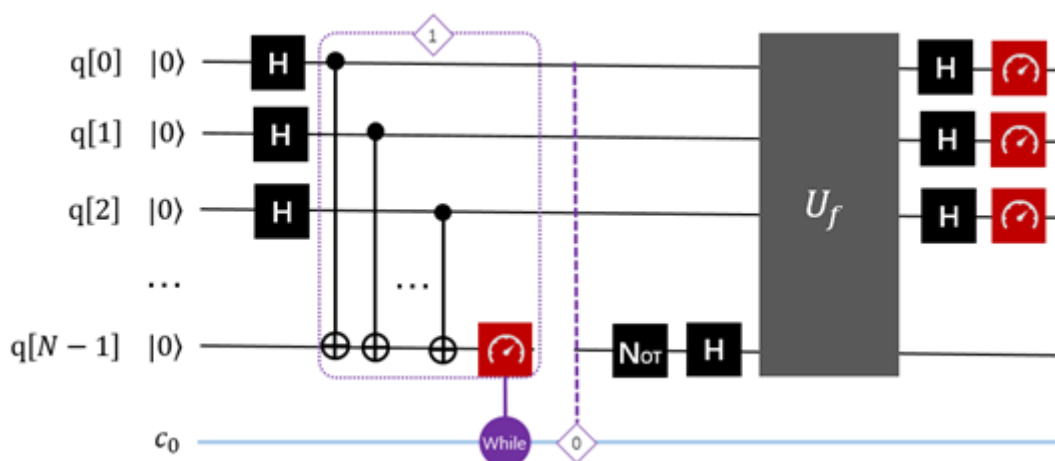 1
q[0] |0⟩ H H
q[1] |0⟩ H H
q[2] |0⟩ H U_f H
... ...
q[N − 1] |0⟩ NOT H
c_0 While 0